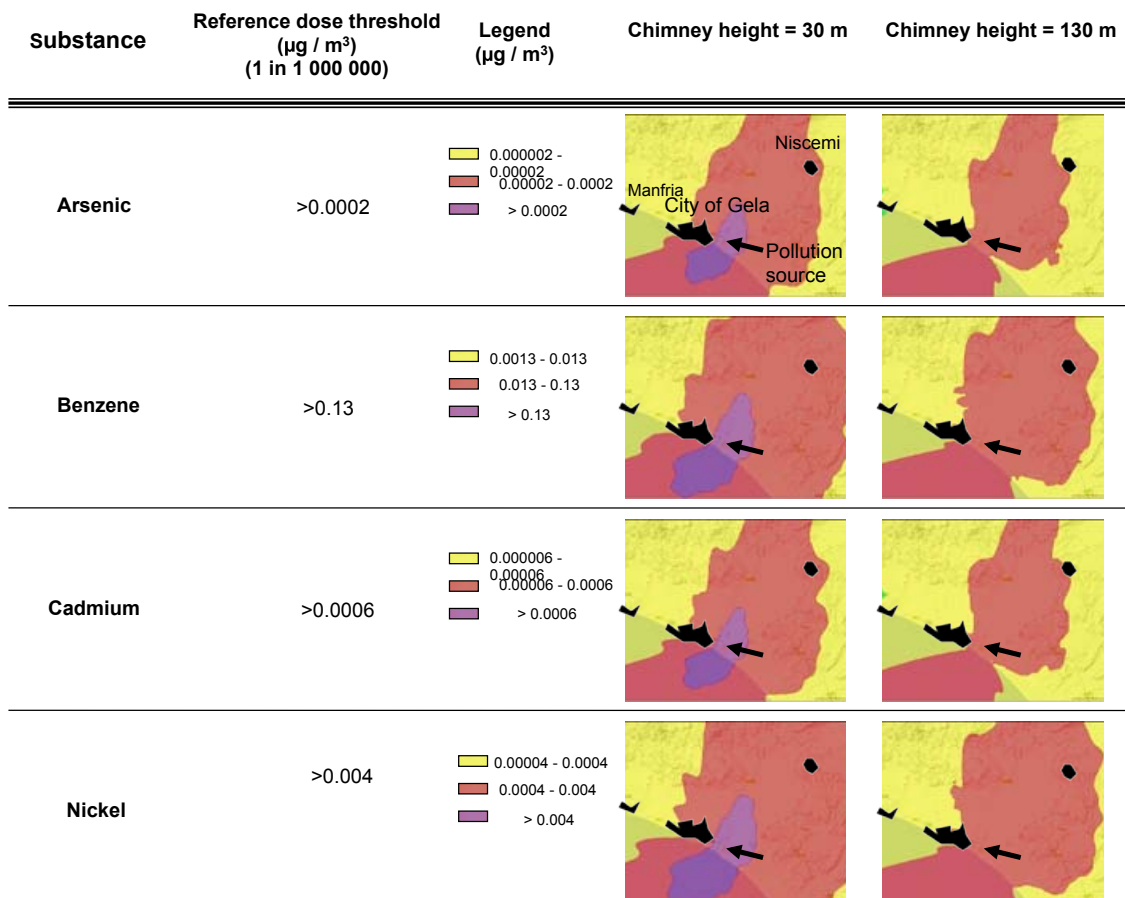 Substance
Reference dose threshold
(µg / m³)
(1 in 1 000 000)
Legend
(µg / m³)
Chimney height = 30 m
Chimney height = 130 m
Arsenic
>0.0002
0.000002 -
0.00002
0.00002 - 0.0002
> 0.0002
Niscemi
Manfria
City of Gela
Pollution
source
Benzene
>0.13
0.0013 - 0.013
0.013 - 0.13
> 0.13
Cadmium
>0.0006
0.000006 -
0.00006
0.00006 - 0.0006
> 0.0006
Nickel
>0.004
0.00004 - 0.0004
0.0004 - 0.004
> 0.004